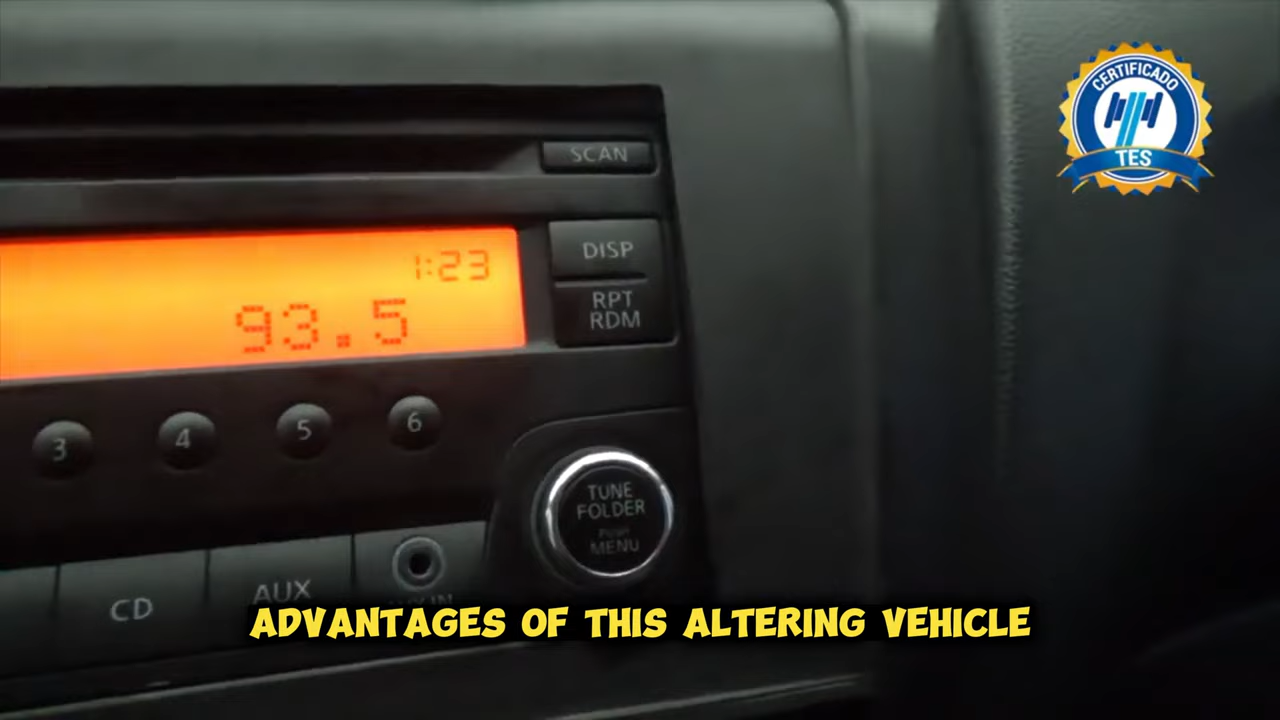 CERTIFICADO
TES
SCAN
DISP
1:23
93.5
RPT
RDM
3
4
5
6
TUNE
FOLDER
PUSH
MENU
CD
AUX
ADVANTAGES OF THIS ALTERING VEHICLE